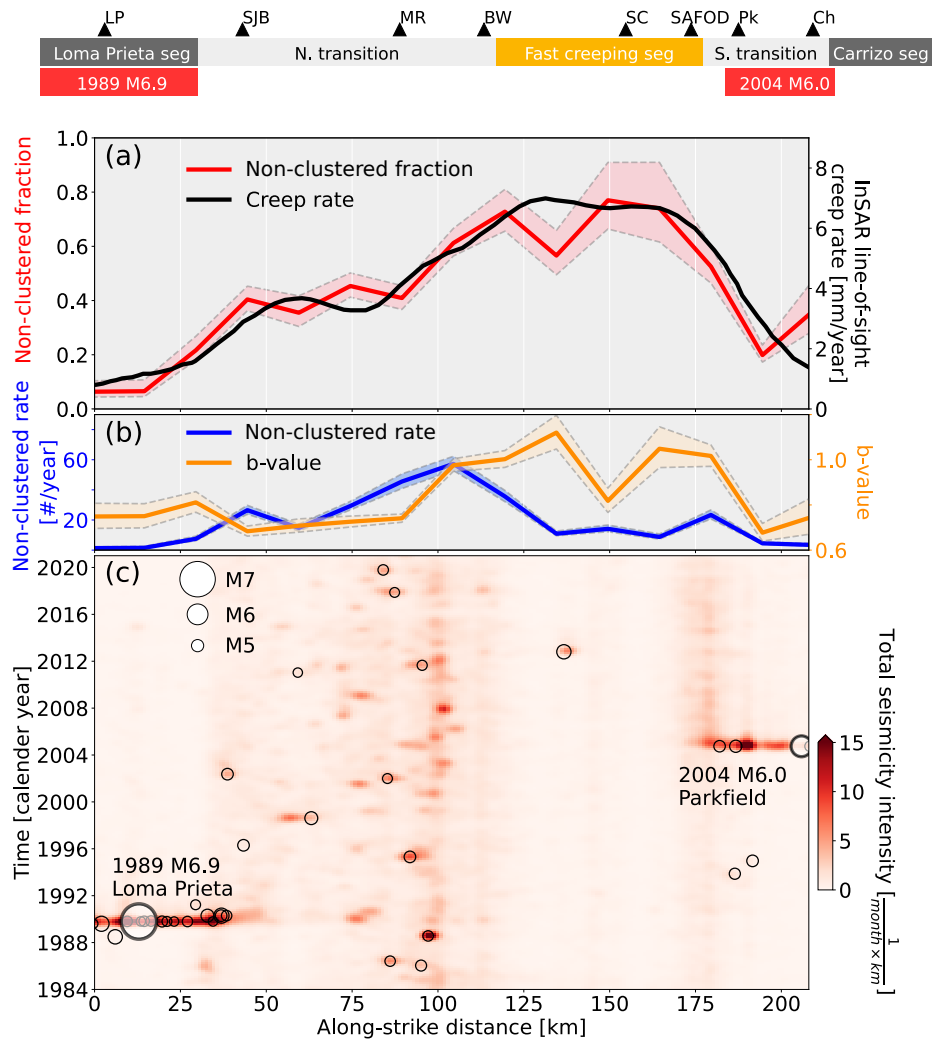 LP SJB MR BW SC SAFOD Pk Ch
Loma Prieta seg N. transition Fast creeping seg S. transition Carrizo seg
1989 M6.9 2004 M6.0
(a)
Non-clustered fraction
Creep rate
Non-clustered fraction
1.0
0.8
0.6
0.4
0.2
0.0
8
6
4
2
0
InSAR line-of-sight
creep rate [mm/year]
(b)
Non-clustered rate
b-value
Non-clustered rate
[#/year]
60
20
1.0
0.6
b-value
(c)
M7
M6
M5
Time [calender year]
2020
2016
2012
2008
2004
2000
1996
1992
1988
1984
1989 M6.9
Loma Prieta
2004 M6.0
Parkfield
0 25 50 75 100 125 150 175 200
Along-strike distance [km]
15
10
5
0
Total seismicity intensity [1/month × km]